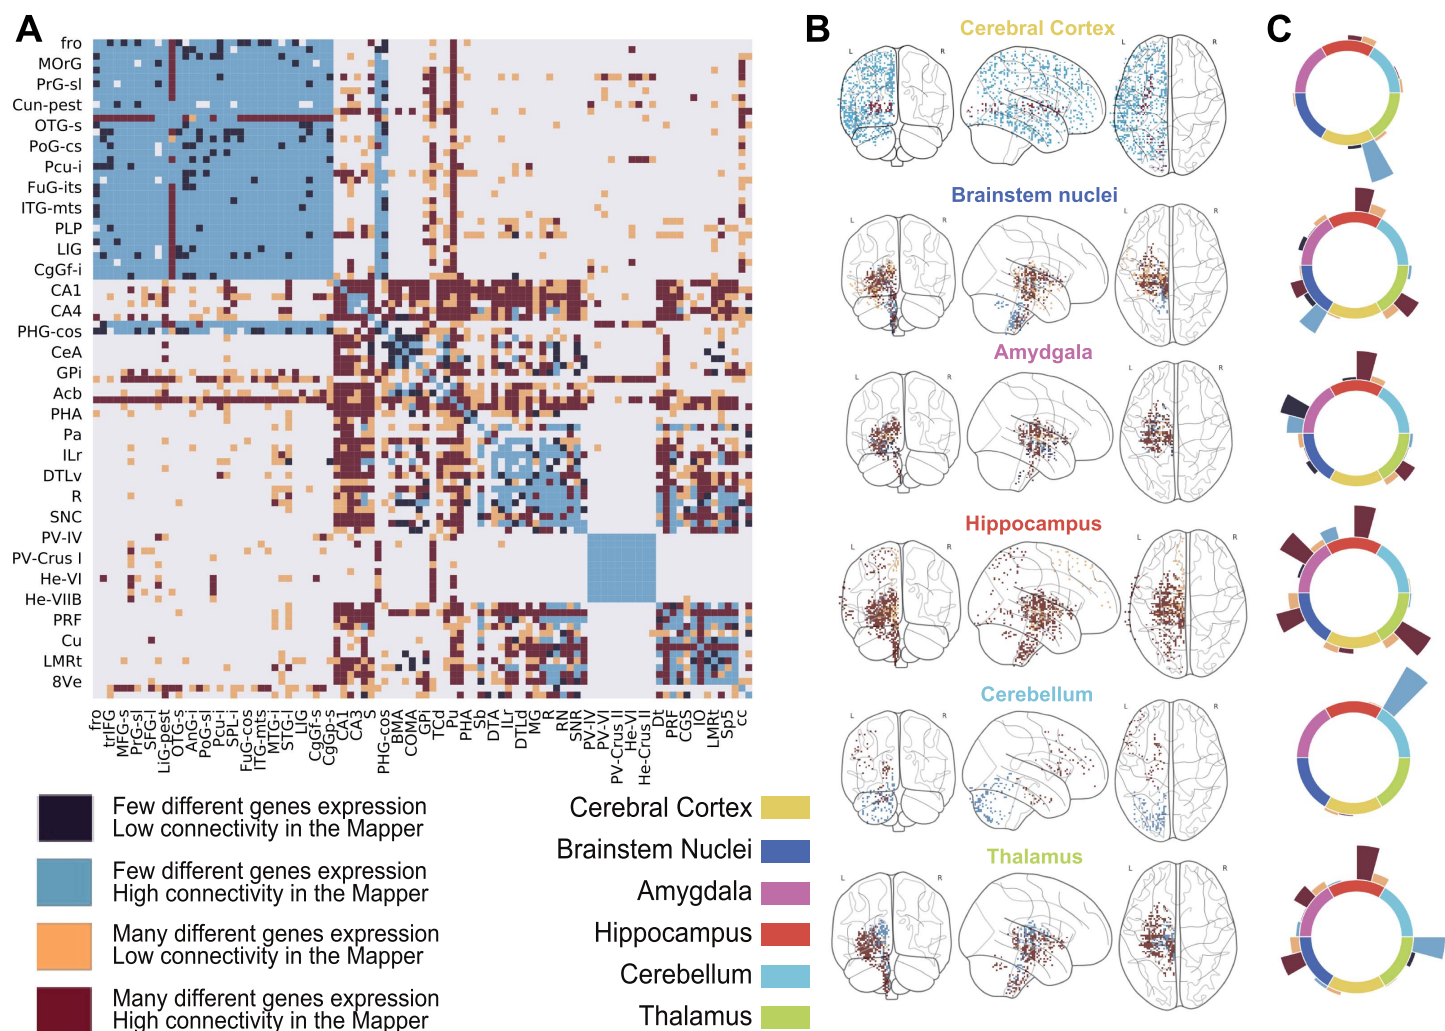 A
fro
MOrG
PrG-sl
Cun-pest
OTG-s
PoG-cs
Pcu-i
FuG-its
ITG-mts
PLP
LIG
CgGf-i
CA1
CA4
PHG-cos
CeA
GPi
Acb
PHA
Pa
ILr
DTLv
R
SNC
PV-IV
PV-Crus I
He-VI
He-VIIB
PRF
Cu
LMRt
8Ve
fro
trIFG
MFG-s
PrG-sl
SFG-l
LiG-pest
OTG-s
AnG-i
PoG-sl
Pcu-i
SPL-i
FuG-cos
ITG-mts
MTG-i
STG-l
LIG
CgGf-s
CgGp-s
CA1
CA3
S
PHG-cos
BMA
COMA
GPi
TCd
Pu
PHA
Sb
DTA
ILr
DTLd
MG
R
RN
SNR
PV-IV
PV-VI
PV-Crus II
He-VI
He-Crus II
Dt
PRF
CGS
IO
LMRt
Sp5
cc
Few different genes expression
Low connectivity in the Mapper
Few different genes expression
High connectivity in the Mapper
Many different genes expression
Low connectivity in the Mapper
Many different genes expression
High connectivity in the Mapper
Cerebral Cortex
Brainstem Nuclei
Amygdala
Hippocampus
Cerebellum
Thalamus
B
Cerebral Cortex
L R
L R
Brainstem nuclei
L R
L R
Amydgala
L R
L R
Hippocampus
L R
L R
Cerebellum
L R
L R
Thalamus
L R
L R
C